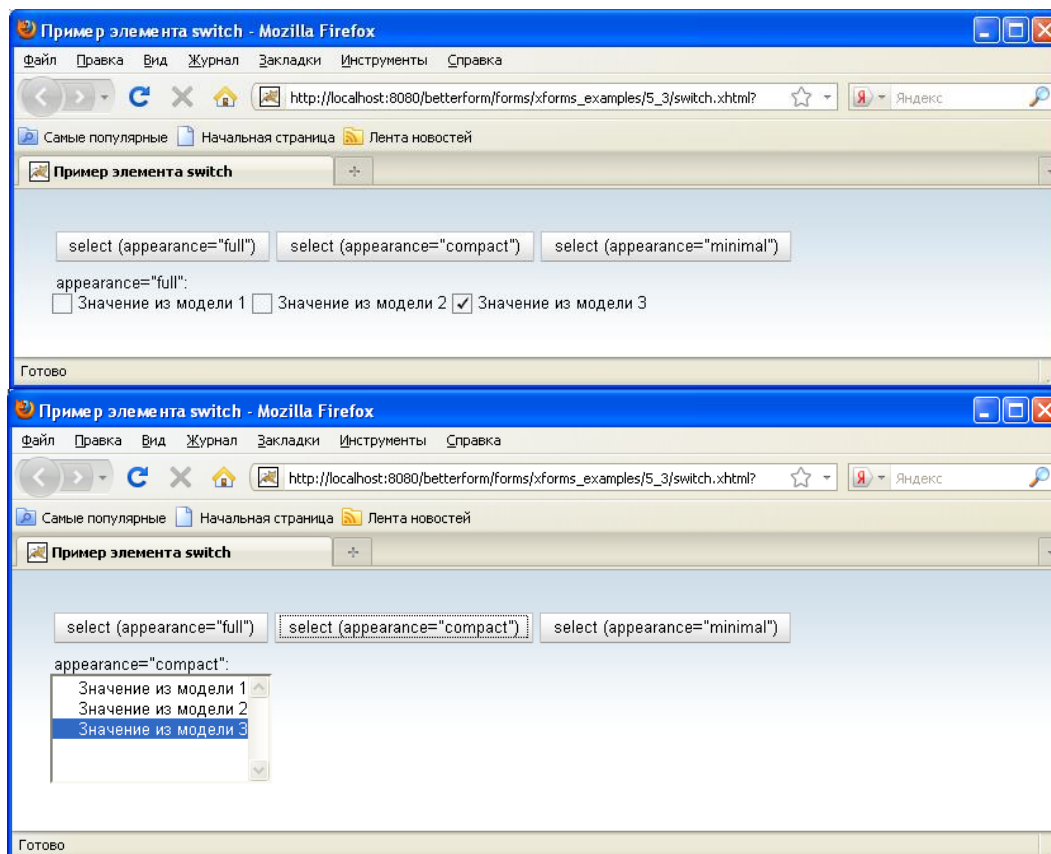 Пример элемента switch - Mozilla Firefox
Файл Правка Вид Журнал Закладки Инструменты Справка
http://localhost:8080/betterform/forms/xforms_examples/5_3/switch.xhtml? Яндекс
Самые популярные Начальная страница Лента новостей
Пример элемента switch
select (appearance="full") select (appearance="compact") select (appearance="minimal")
appearance="full":
Значение из модели 1 Значение из модели 2 Значение из модели 3
Готово
Пример элемента switch - Mozilla Firefox
Файл Правка Вид Журнал Закладки Инструменты Справка
http://localhost:8080/betterform/forms/xforms_examples/5_3/switch.xhtml? Яндекс
Самые популярные Начальная страница Лента новостей
Пример элемента switch
select (appearance="full") select (appearance="compact") select (appearance="minimal")
appearance="compact":
Значение из модели 1
Значение из модели 2
Значение из модели 3
Готово